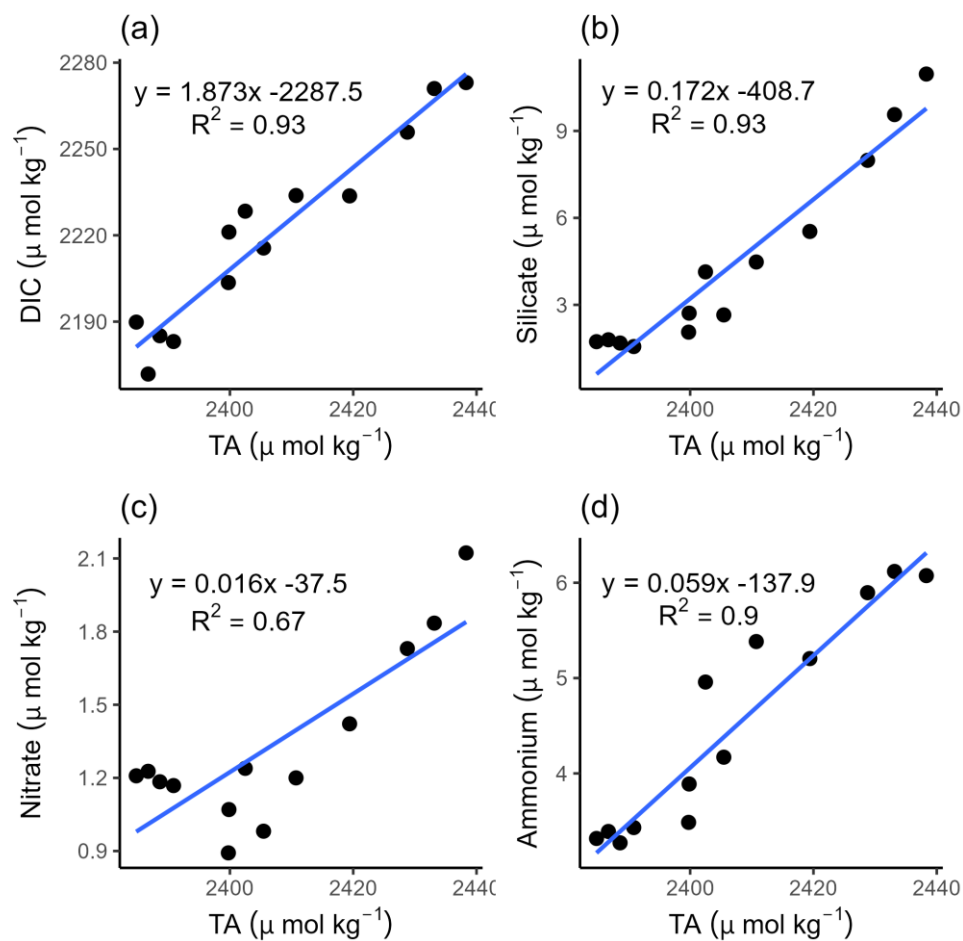 (a)
y = 1.873x -2287.5
R² = 0.93
2280
2250
2220
2190
DIC (μ mol kg⁻¹)
2400 2420 2440
TA (μ mol kg⁻¹)
(b)
y = 0.172x -408.7
R² = 0.93
9
6
3
Silicate (μ mol kg⁻¹)
2400 2420 2440
TA (μ mol kg⁻¹)
(c)
y = 0.016x -37.5
R² = 0.67
2.1
1.8
1.5
1.2
0.9
Nitrate (μ mol kg⁻¹)
2400 2420 2440
TA (μ mol kg⁻¹)
(d)
y = 0.059x -137.9
R² = 0.9
6
5
4
Ammonium (μ mol kg⁻¹)
2400 2420 2440
TA (μ mol kg⁻¹)